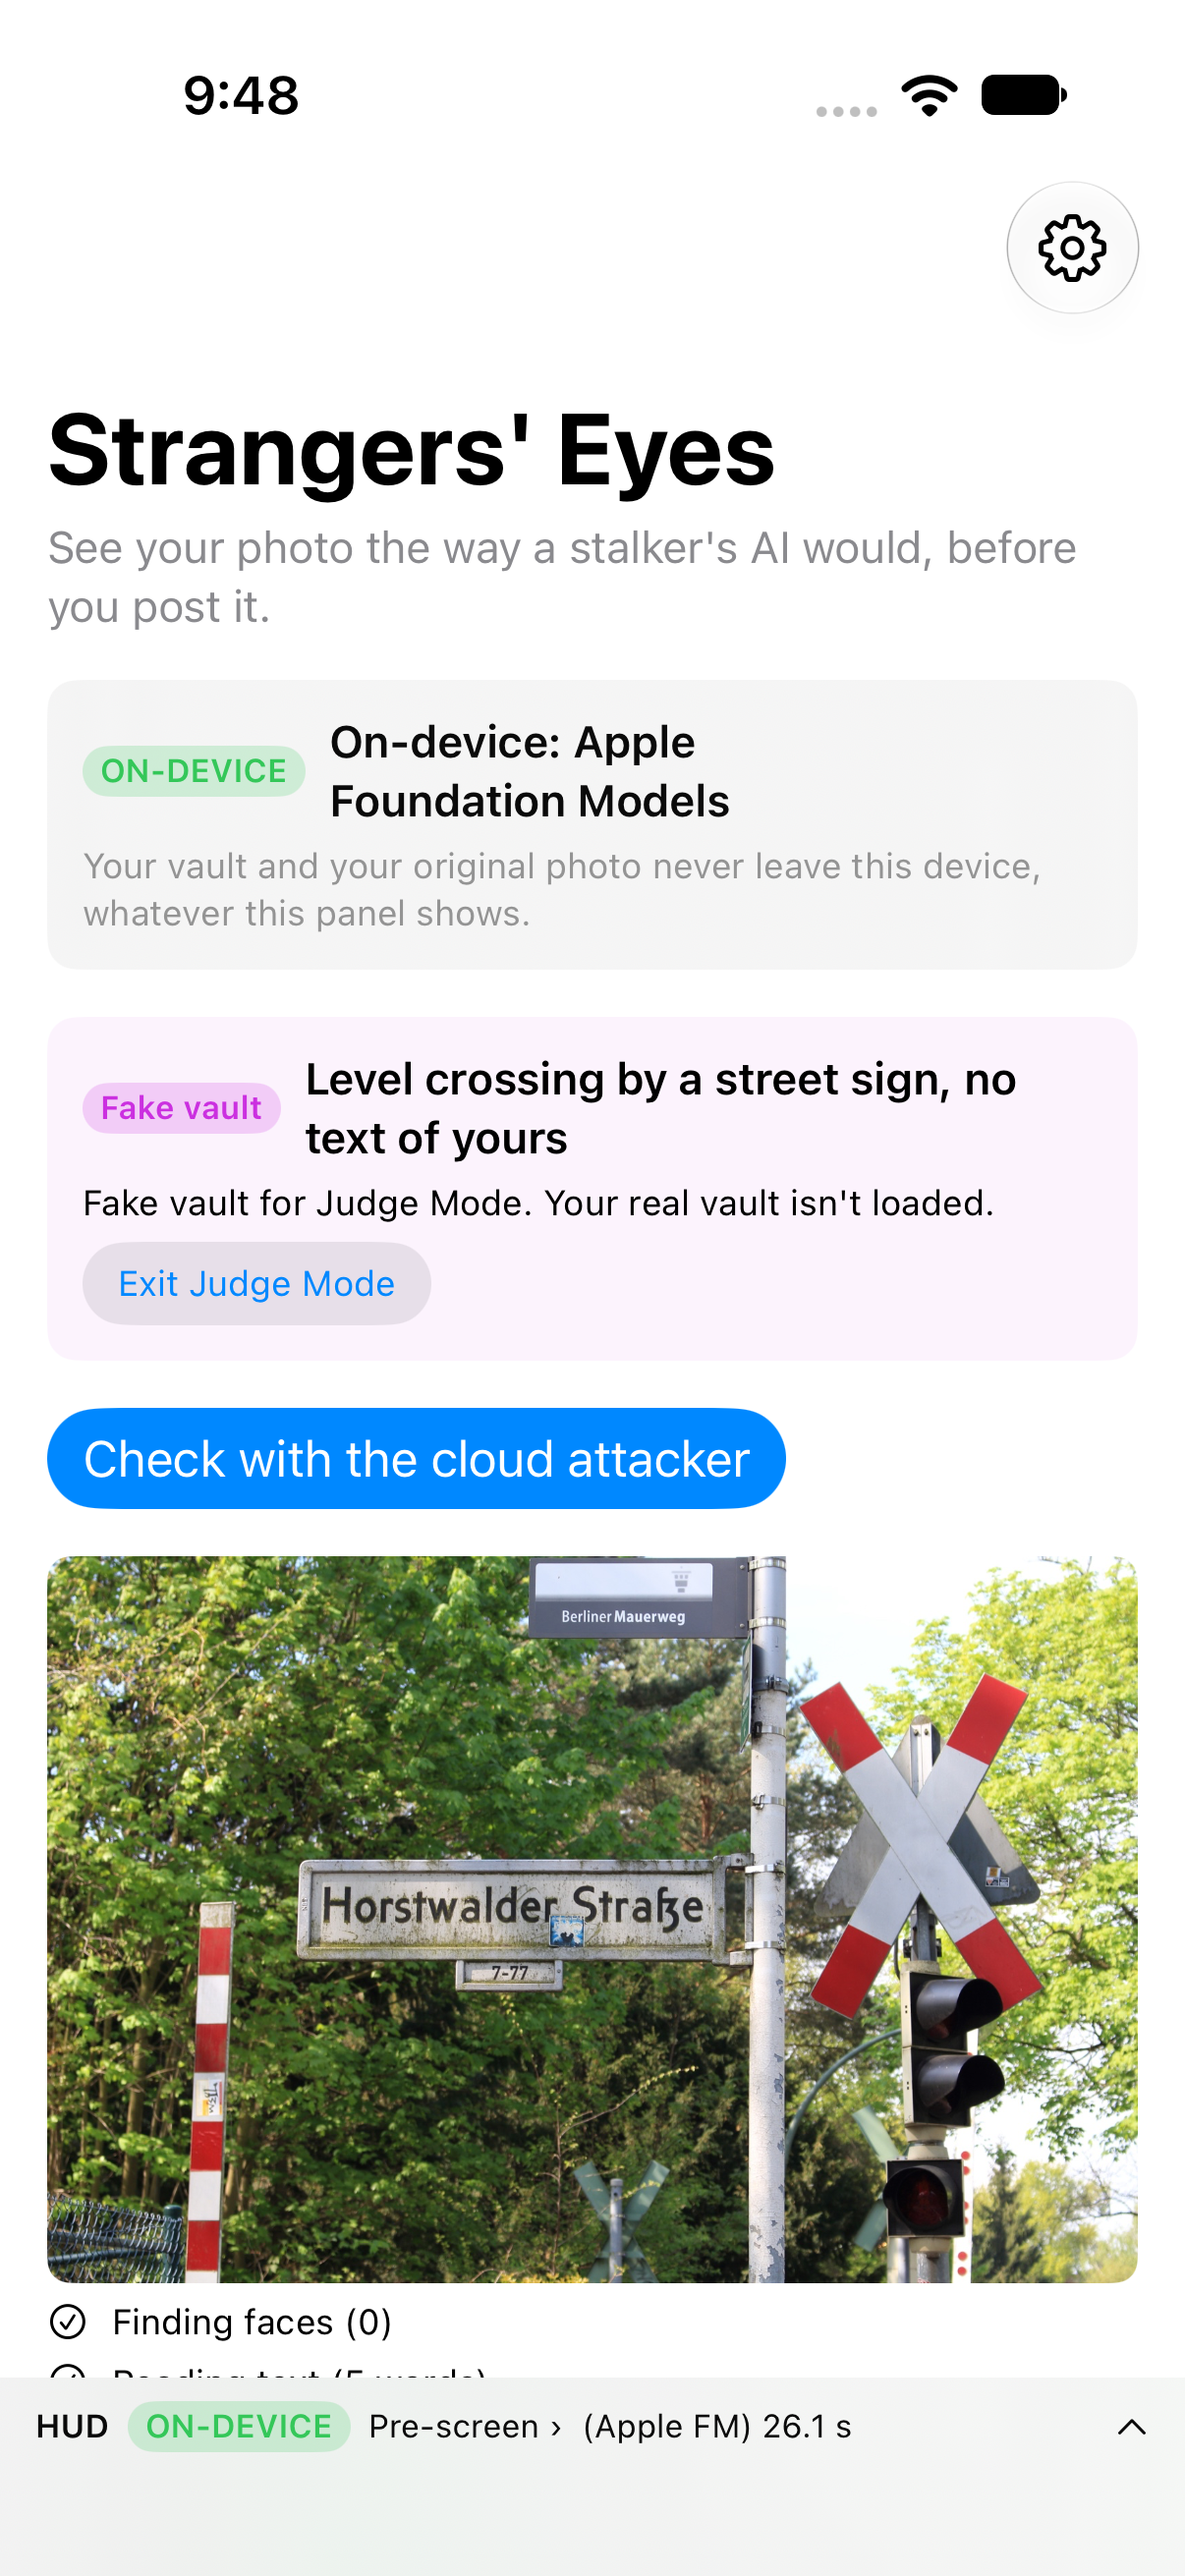 9:48
Strangers' Eyes
See your photo the way a stalker's AI would, before
you post it.
ON-DEVICE
On-device: Apple
Foundation Models
Your vault and your original photo never leave this device,
whatever this panel shows.
Fake vault
Level crossing by a street sign, no
text of yours
Fake vault for Judge Mode. Your real vault isn't loaded.
Exit Judge Mode
Check with the cloud attacker
Berliner Mauerweg
Horstwalder Straße
7-77
Finding faces (0)
Reading text (5 words)
HUD ON-DEVICE Pre-screen › (Apple FM) 26.1 s